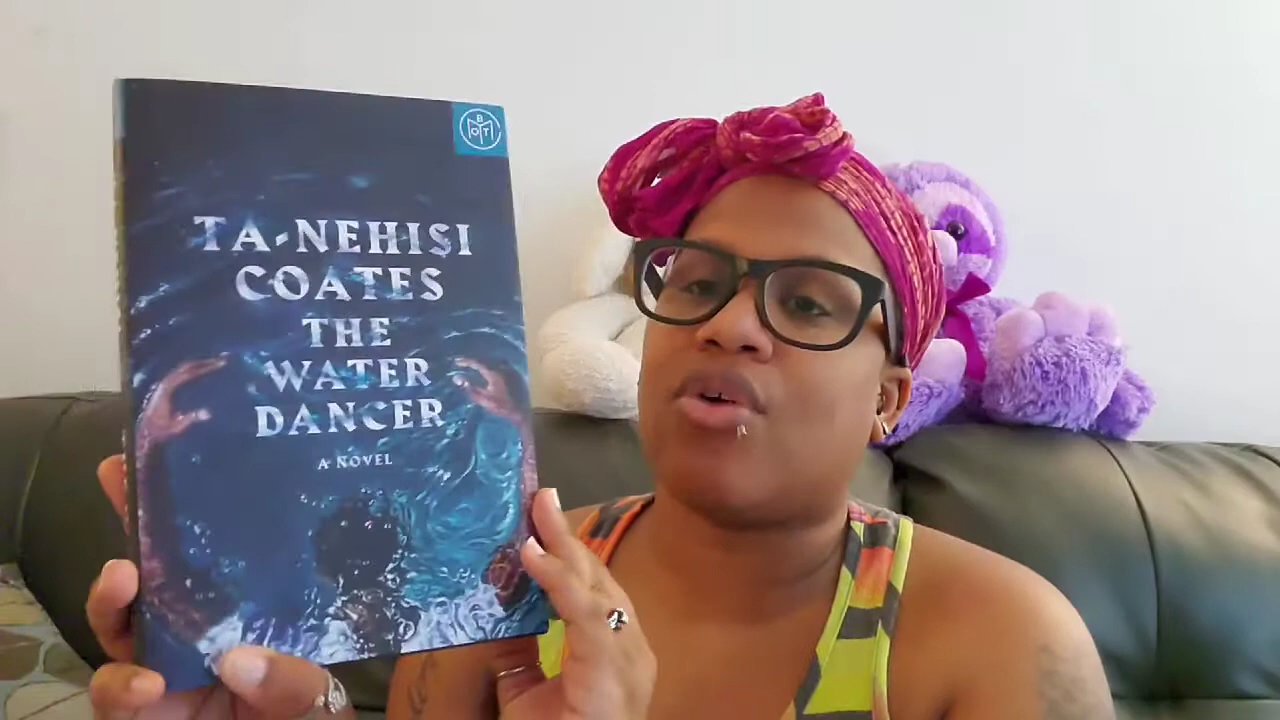 B
O T
M
TA-NEHISI
COATES
THE
WATER
DANCER
A NOVEL